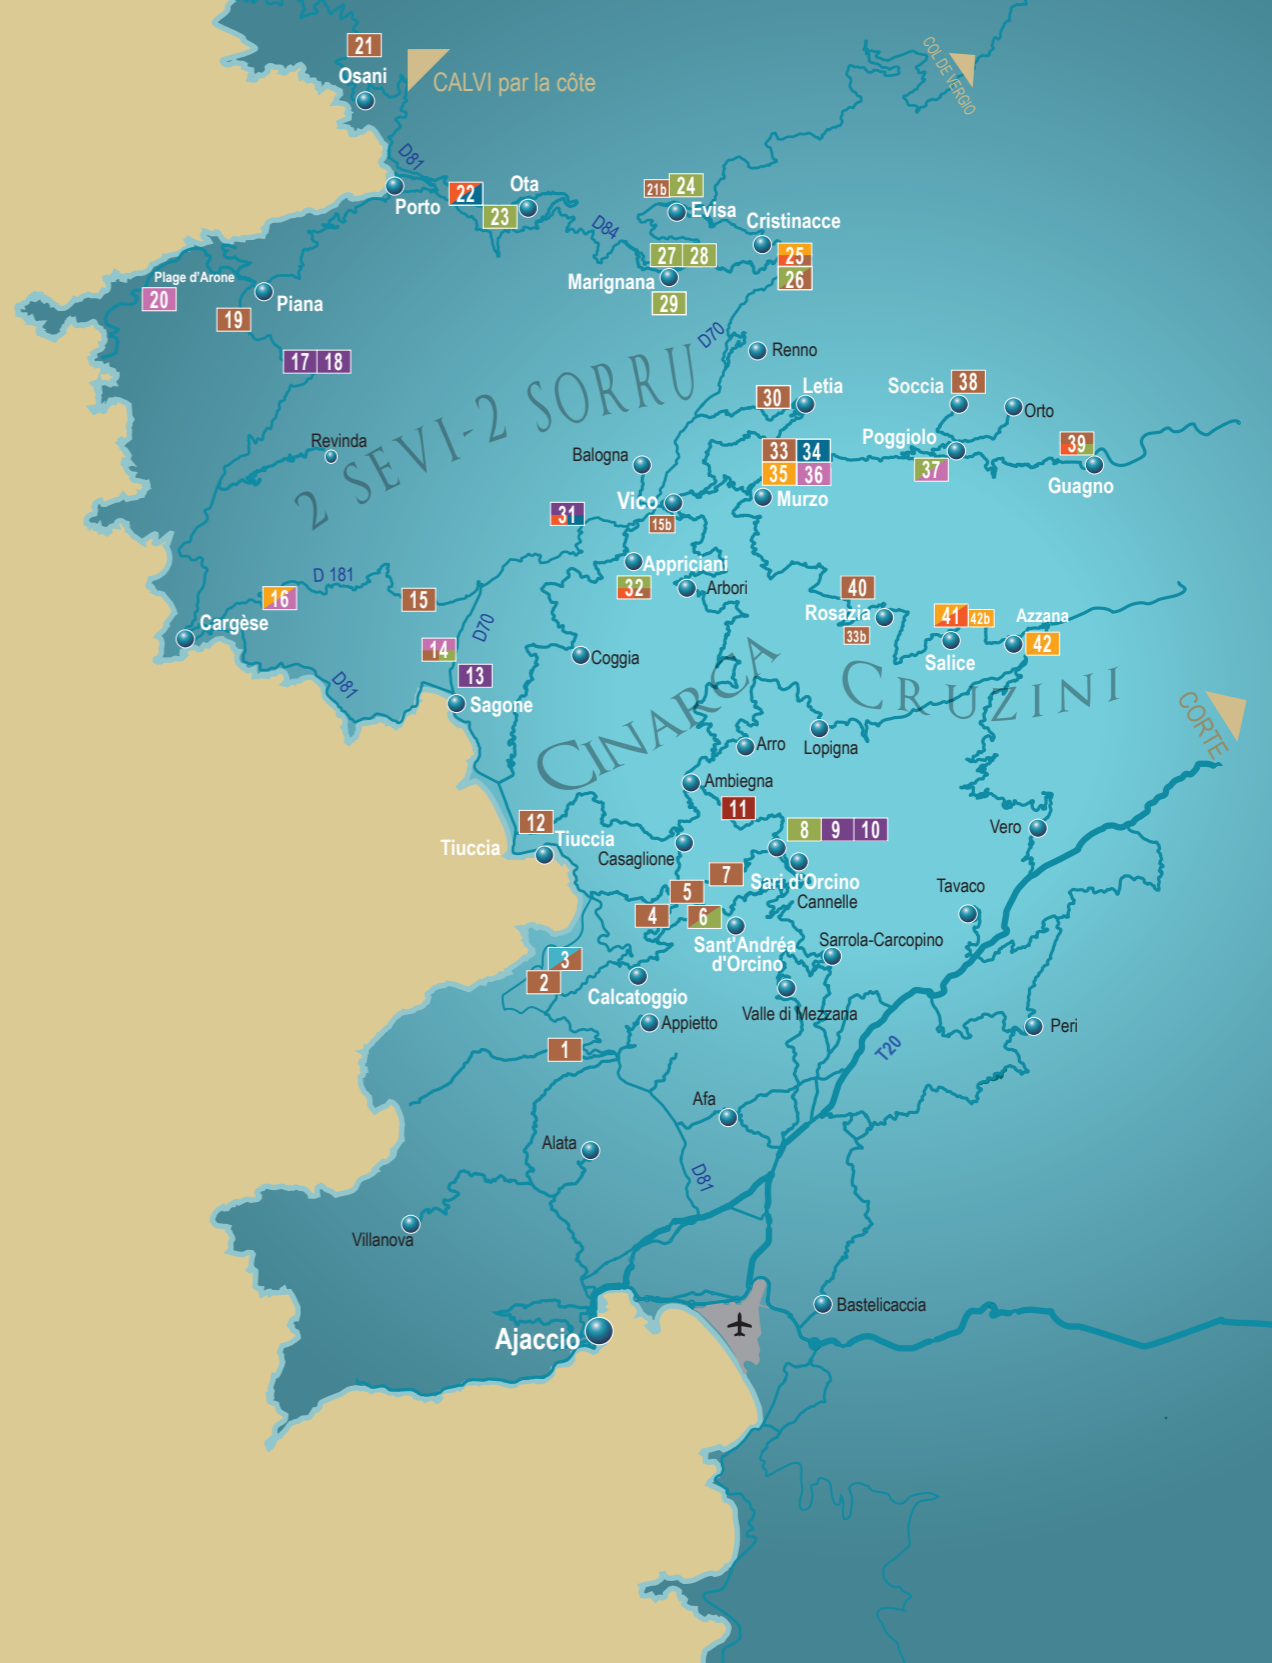 21
Osani
CALVI par la côte
COL DE VERGIO
D81
Porto
22
23
Ota
D84
21b 24
Evisa
Cristinacce
25
26
27 28
Marignana
29
Plage d'Arone
20
19
Piana
17 18
D70
Renno
2 SEVI-2 SORRU
30
Letia
Soccia
38
Orto
Poggiolo
37
39
Guagno
Revinda
Balogna
33 34
35 36
Murzo
Vico
15b
31
Appriciani
32
Arbori
D 181
16
15
Cargèse
D81
14
D70
13
Sagone
Coggia
40
Rosazia
33b
41 42b
Salice
Azzana
42
CINARCA
CRUZINI
CORTE
Arro
Lopigna
Ambiegna
11
12
Tiuccia
Tiuccia
Casaglione
8 9 10
Sari d'Orcino
Cannelle
Vero
7
5
4
6
Sant'Andréa
d'Orcino
Tavaco
Sarrola-Carcopino
3
2
Calcatoggio
Valle di Mezzana
Appietto
Peri
1
T20
Afa
Alata
D81
Villanova
Bastelicaccia
Ajaccio